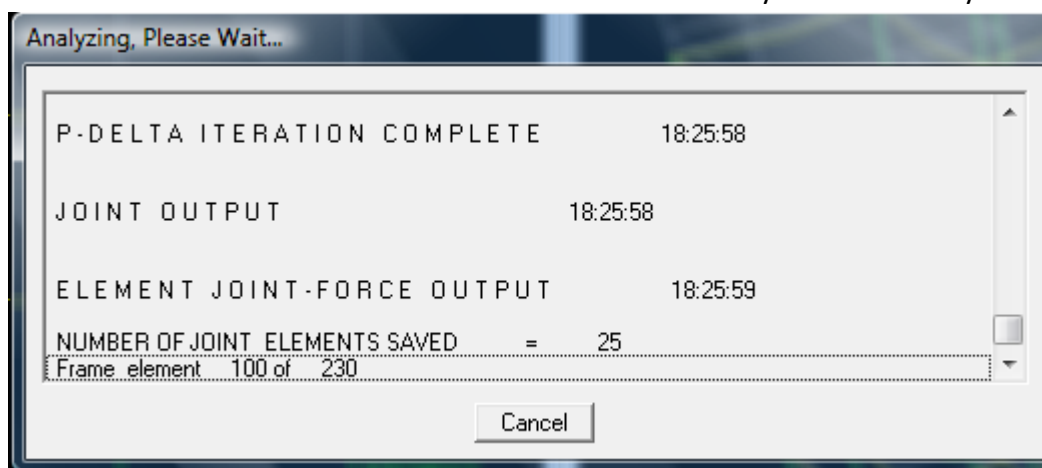 Analyzing, Please Wait...
P-DELTA ITERATION COMPLETE 18:25:58
JOINT OUTPUT 18:25:58
ELEMENT JOINT-FORCE OUTPUT 18:25:59
NUMBER OF JOINT ELEMENTS SAVED = 25
Frame element 100 of 230
Cancel